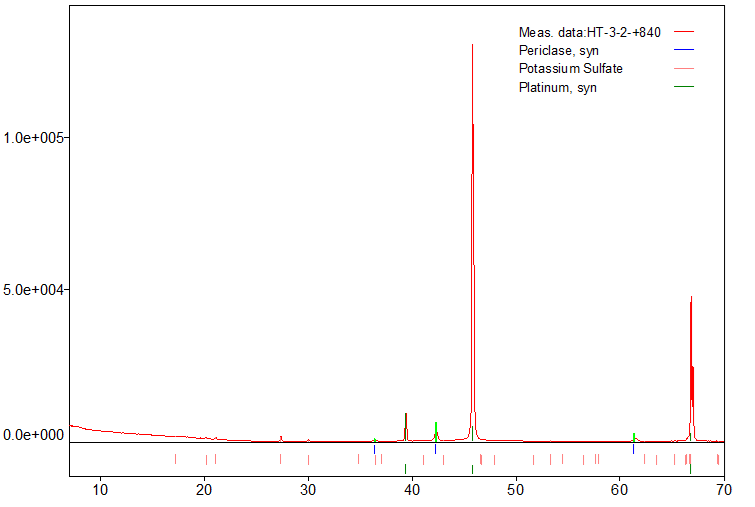 Meas. data:HT-3-2-+840
Periclase, syn
Potassium Sulfate
Platinum, syn
1.0e+005
5.0e+004
0.0e+000
10 20 30 40 50 60 70